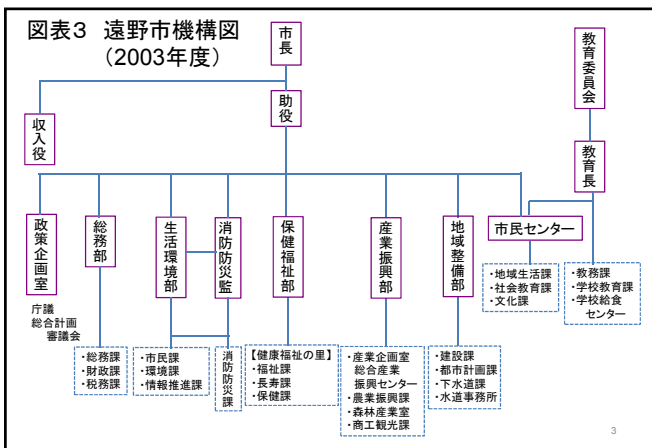 図表3 遠野市機構図
(2003年度)
市長
教育委員会
収入役
助役
教育長
政策企画室
総務部
生活環境部
消防防災監
保健福祉部
産業振興部
地域整備部
市民センター
庁議
総合計画
審議会
・総務課
・財政課
・税務課
・市民課
・環境課
・情報推進課
消防防災課
【健康福祉の里】
・福祉課
・長寿課
・保健課
・産業企画室
総合産業
振興センター
・農業振興課
・森林産業室
・商工観光課
・建設課
・都市計画課
・下水道課
・水道事務所
・地域生活課
・社会教育課
・文化課
・教務課
・学校教育課
・学校給食
センター
3